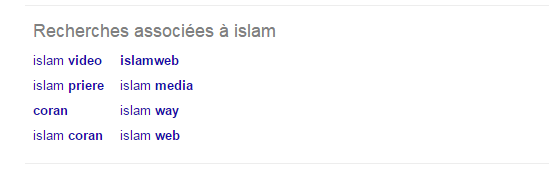 Recherches associées à islam
islam video islamweb
islam priere islam media
coran islam way
islam coran islam web